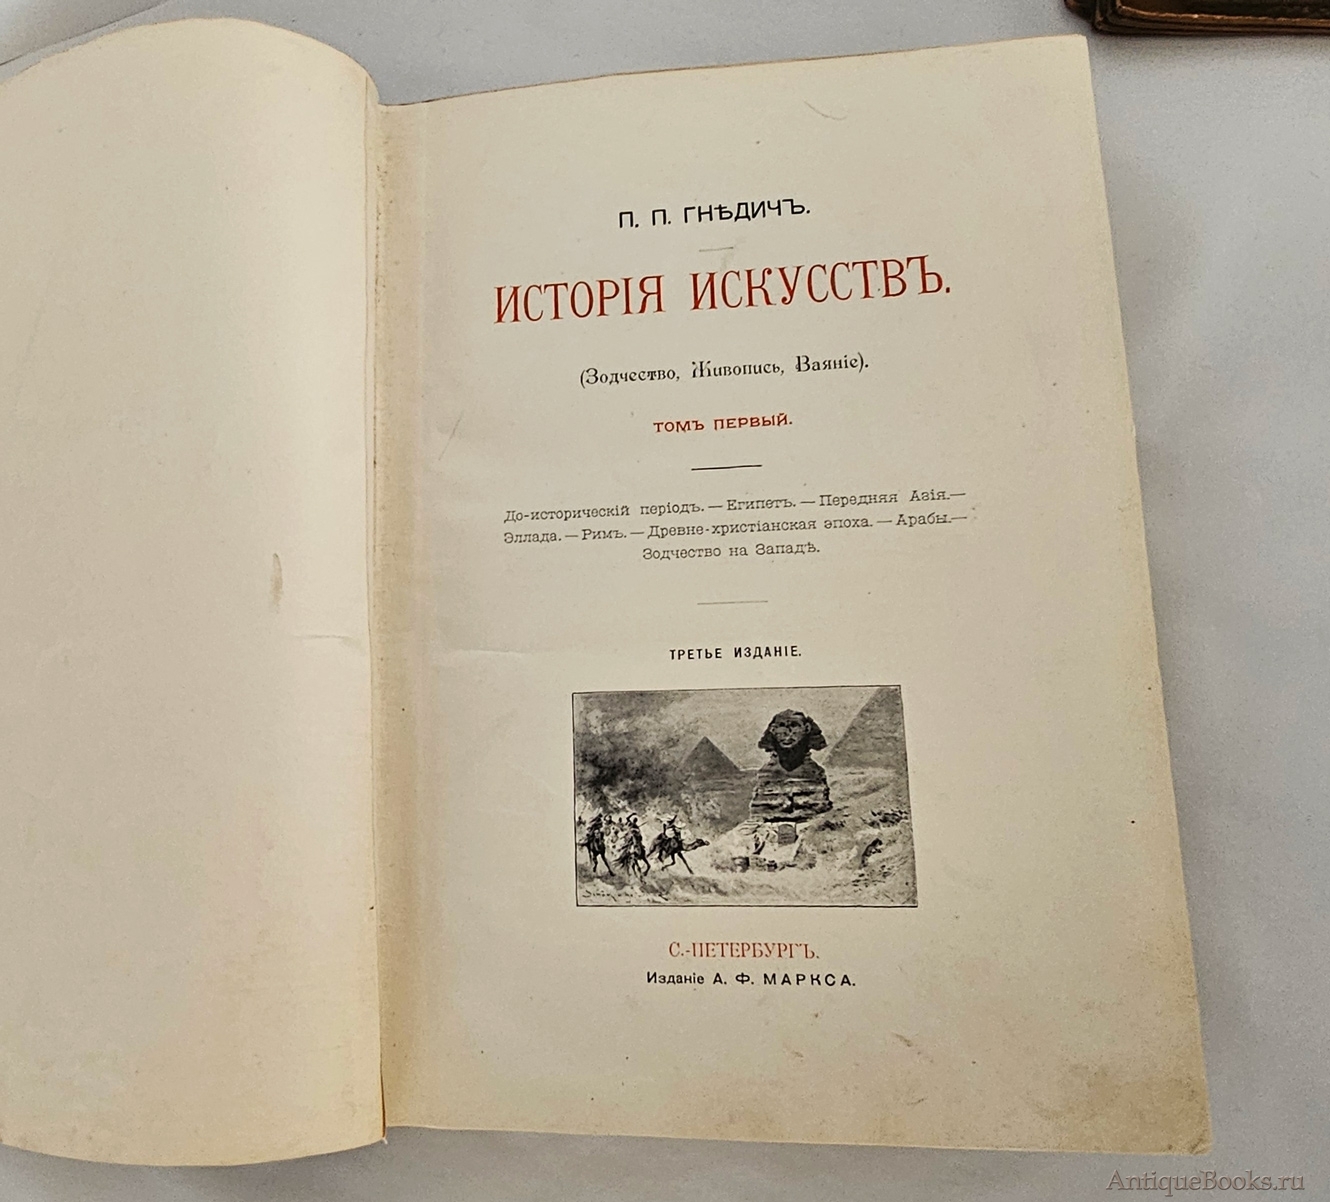 П. П. ГНѢДИЧЪ.
ИСТОРІЯ ИСКУССТВЪ.
(Зодчество, Живопись, Ваяніе).
ТОМЪ ПЕРВЫЙ.
До-историческій періодъ. — Египетъ. — Передняя Азія. —
Эллада. — Римъ. — Древне-христіанская эпоха. — Арабы. —
Зодчество на Западѣ.
ТРЕТЬЕ ИЗДАНІЕ.
С.-ПЕТЕРБУРГЪ.
Изданіе А. Ф. МАРКСА.
AntiqueBooks.ru